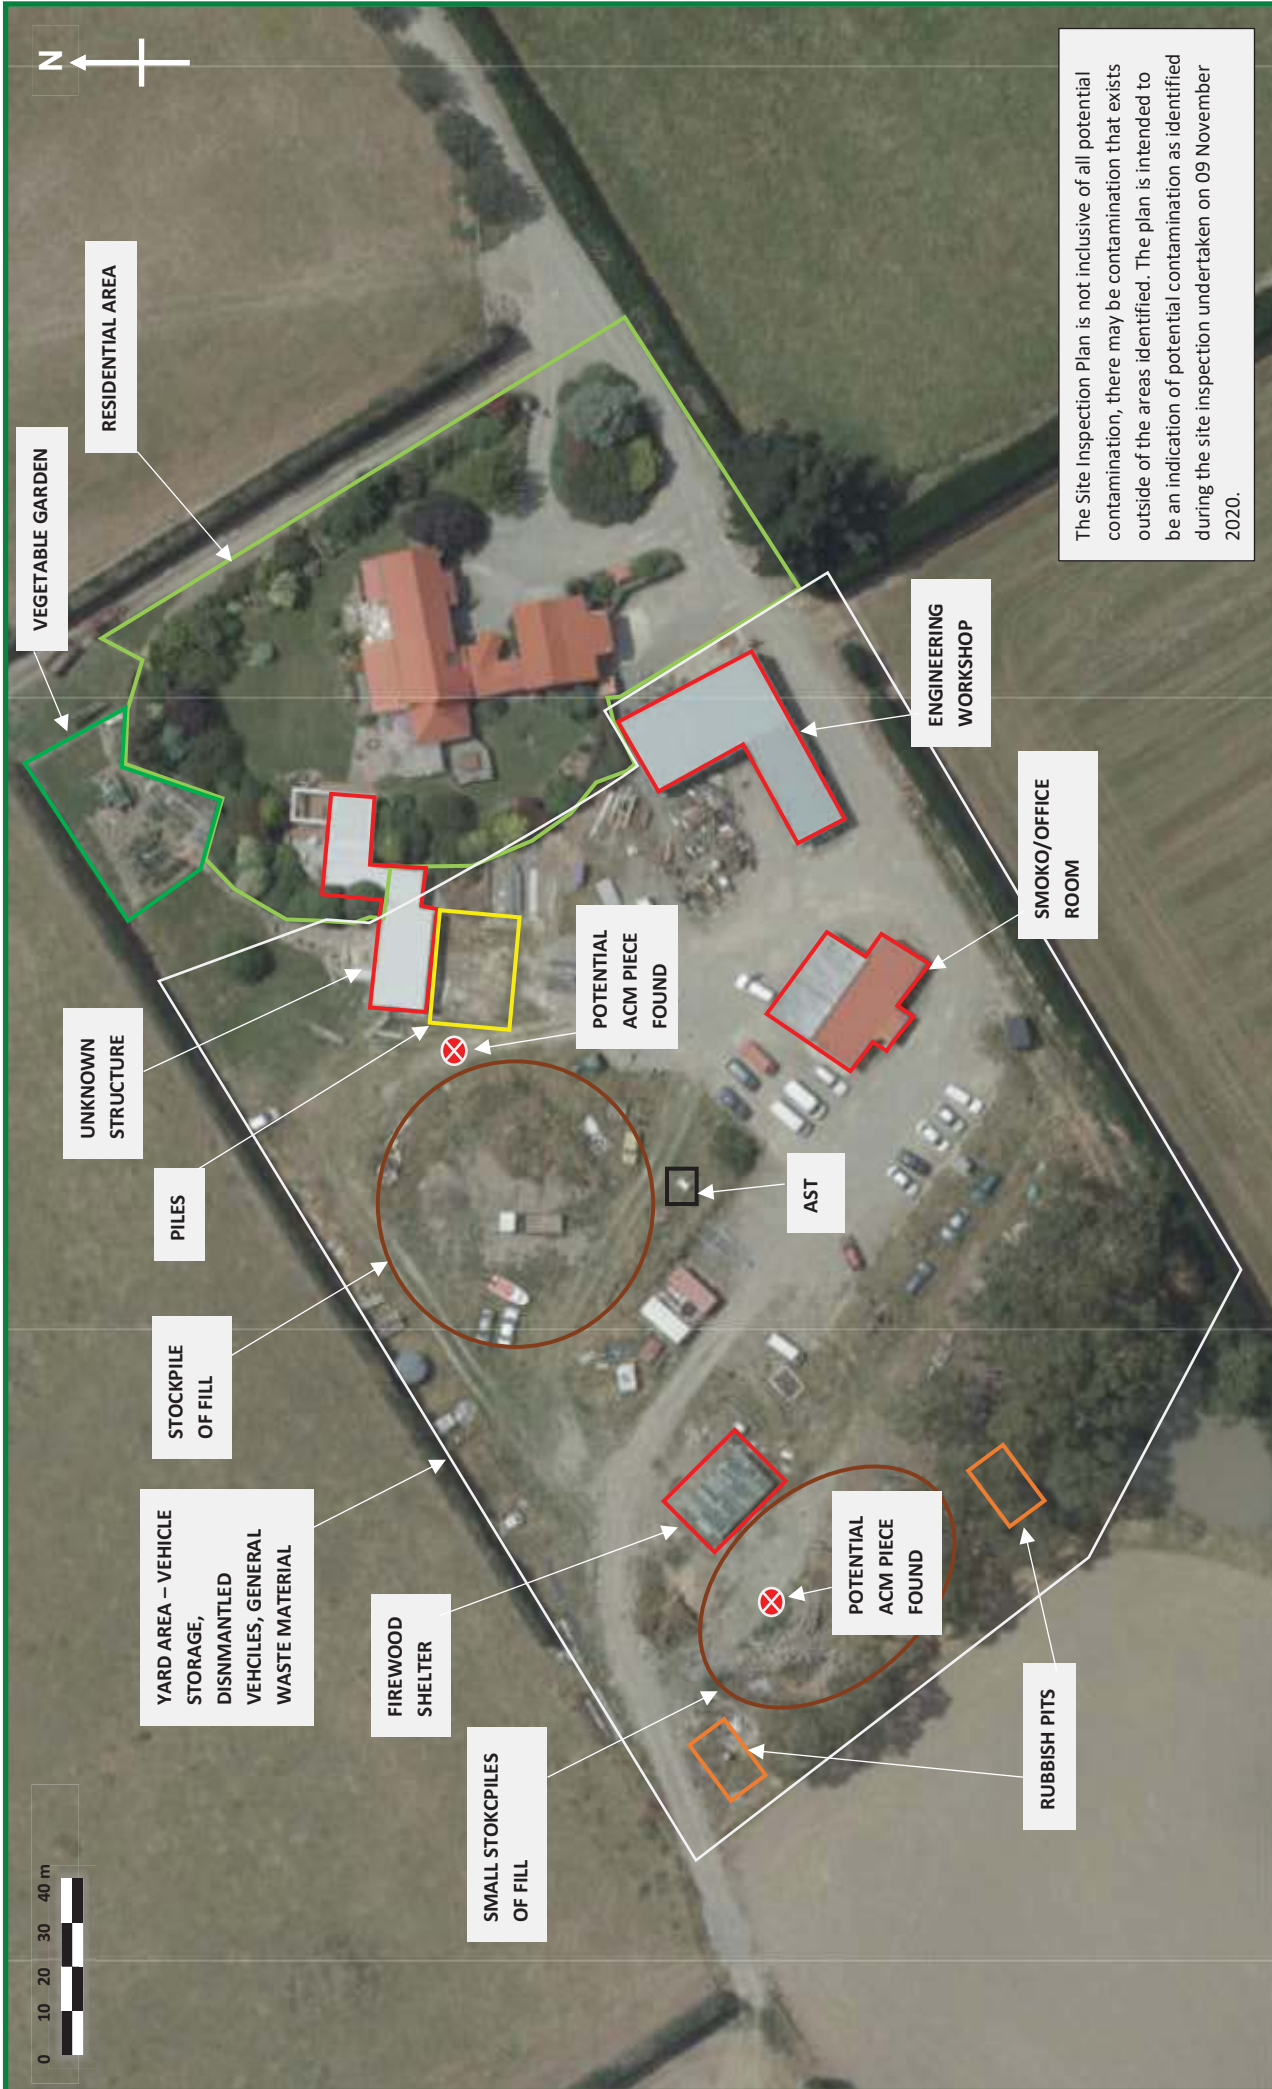 0 10 20 30 40 m
YARD AREA – VEHICLE
STORAGE,
DISNMANTLED
VEHCILES, GENERAL
WASTE MATERIAL
STOCKPILE
OF FILL
PILES
UNKNOWN
STRUCTURE
VEGETABLE GARDEN
RESIDENTIAL AREA
N
FIREWOOD
SHELTER
SMALL STOKCPILES
OF FILL
POTENTIAL
ACM PIECE
FOUND
AST
POTENTIAL
ACM PIECE
FOUND
ENGINEERING
WORKSHOP
SMOKO/OFFICE
ROOM
RUBBISH PITS
The Site Inspection Plan is not inclusive of all potential
contamination, there may be contamination that exists
outside of the areas identified. The plan is intended to
be an indication of potential contamination as identified
during the site inspection undertaken on 09 November
2020.